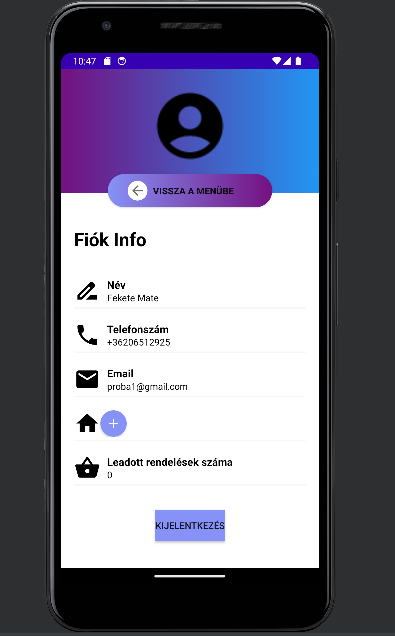 10:47
VISSZA A MENÜBE
Fiók Info
Név
Fekete Mate
Telefonszám
+36206512925
Email
proba1@gmail.com
Leadott rendelések száma
0
KIJELENTKEZÉS